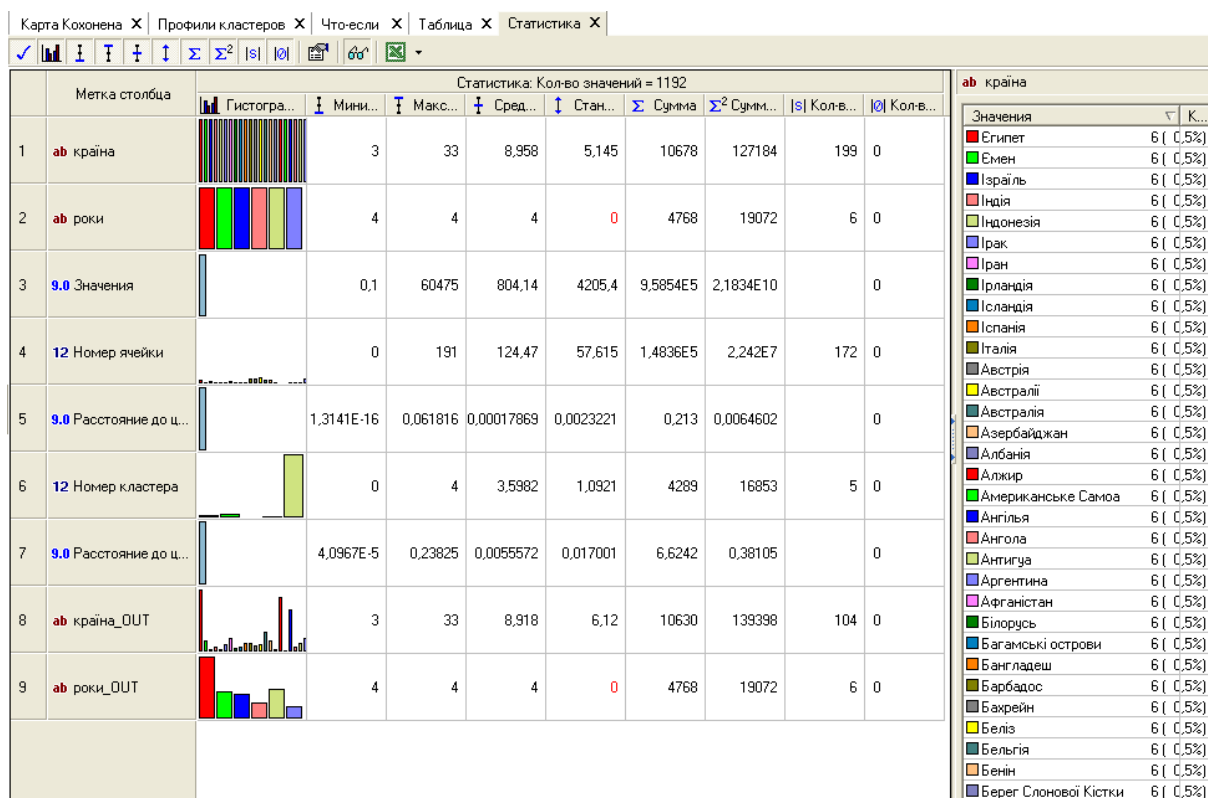 Карта Кохонена X Профили кластеров X Что-если X Таблица X Статистика X
Σ Σ² |s| |0|
Метка столбца
Статистика: Кол-во значений = 1192
Гистогра... Мини... Макс... Сред... Стан... Σ Сумма Σ² Сумм... |s| Кол-в... |0| Кол-в...
1 ab країна 3 33 8,958 5,145 10678 127184 199 0
2 ab роки 4 4 4 0 4768 19072 6 0
3 9.0 Значения 0,1 60475 804,14 4205,4 9,5854E5 2,1834E10 0
4 12 Номер ячейки 0 191 124,47 57,615 1,4836E5 2,242E7 172 0
5 9.0 Расстояние до ц... 1,3141E-16 0,061816 0,00017869 0,0023221 0,213 0,0064602 0
6 12 Номер кластера 0 4 3,5982 1,0921 4289 16853 5 0
7 9.0 Расстояние до ц... 4,0967E-5 0,23825 0,0055572 0,017001 6,6242 0,38105 0
8 ab країна_OUT 3 33 8,918 6,12 10630 139398 104 0
9 ab роки_OUT 4 4 4 0 4768 19072 6 0
ab країна
Значения К...
Єгипет 6 ( 0,5%)
Ємен 6 ( 0,5%)
Ізраїль 6 ( 0,5%)
Індія 6 ( 0,5%)
Індонезія 6 ( 0,5%)
Ірак 6 ( 0,5%)
Іран 6 ( 0,5%)
Ірландія 6 ( 0,5%)
Ісландія 6 ( 0,5%)
Іспанія 6 ( 0,5%)
Італія 6 ( 0,5%)
Австрія 6 ( 0,5%)
Австралії 6 ( 0,5%)
Австралія 6 ( 0,5%)
Азербайджан 6 ( 0,5%)
Албанія 6 ( 0,5%)
Алжир 6 ( 0,5%)
Американське Самоа 6 ( 0,5%)
Ангілья 6 ( 0,5%)
Ангола 6 ( 0,5%)
Антигуа 6 ( 0,5%)
Аргентина 6 ( 0,5%)
Афганістан 6 ( 0,5%)
Білорусь 6 ( 0,5%)
Багамські острови 6 ( 0,5%)
Бангладеш 6 ( 0,5%)
Барбадос 6 ( 0,5%)
Бахрейн 6 ( 0,5%)
Беліз 6 ( 0,5%)
Бельгія 6 ( 0,5%)
Бенін 6 ( 0,5%)
Берег Слонової Кістки 6 ( 0,5%)